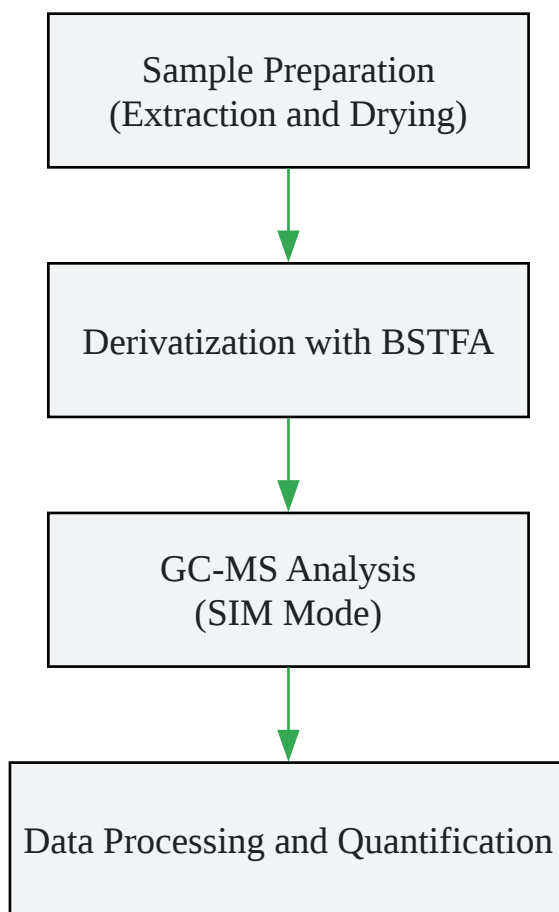 Sample Preparation
(Extraction and Drying)
Derivatization with BSTFA
GC-MS Analysis
(SIM Mode)
Data Processing and Quantification